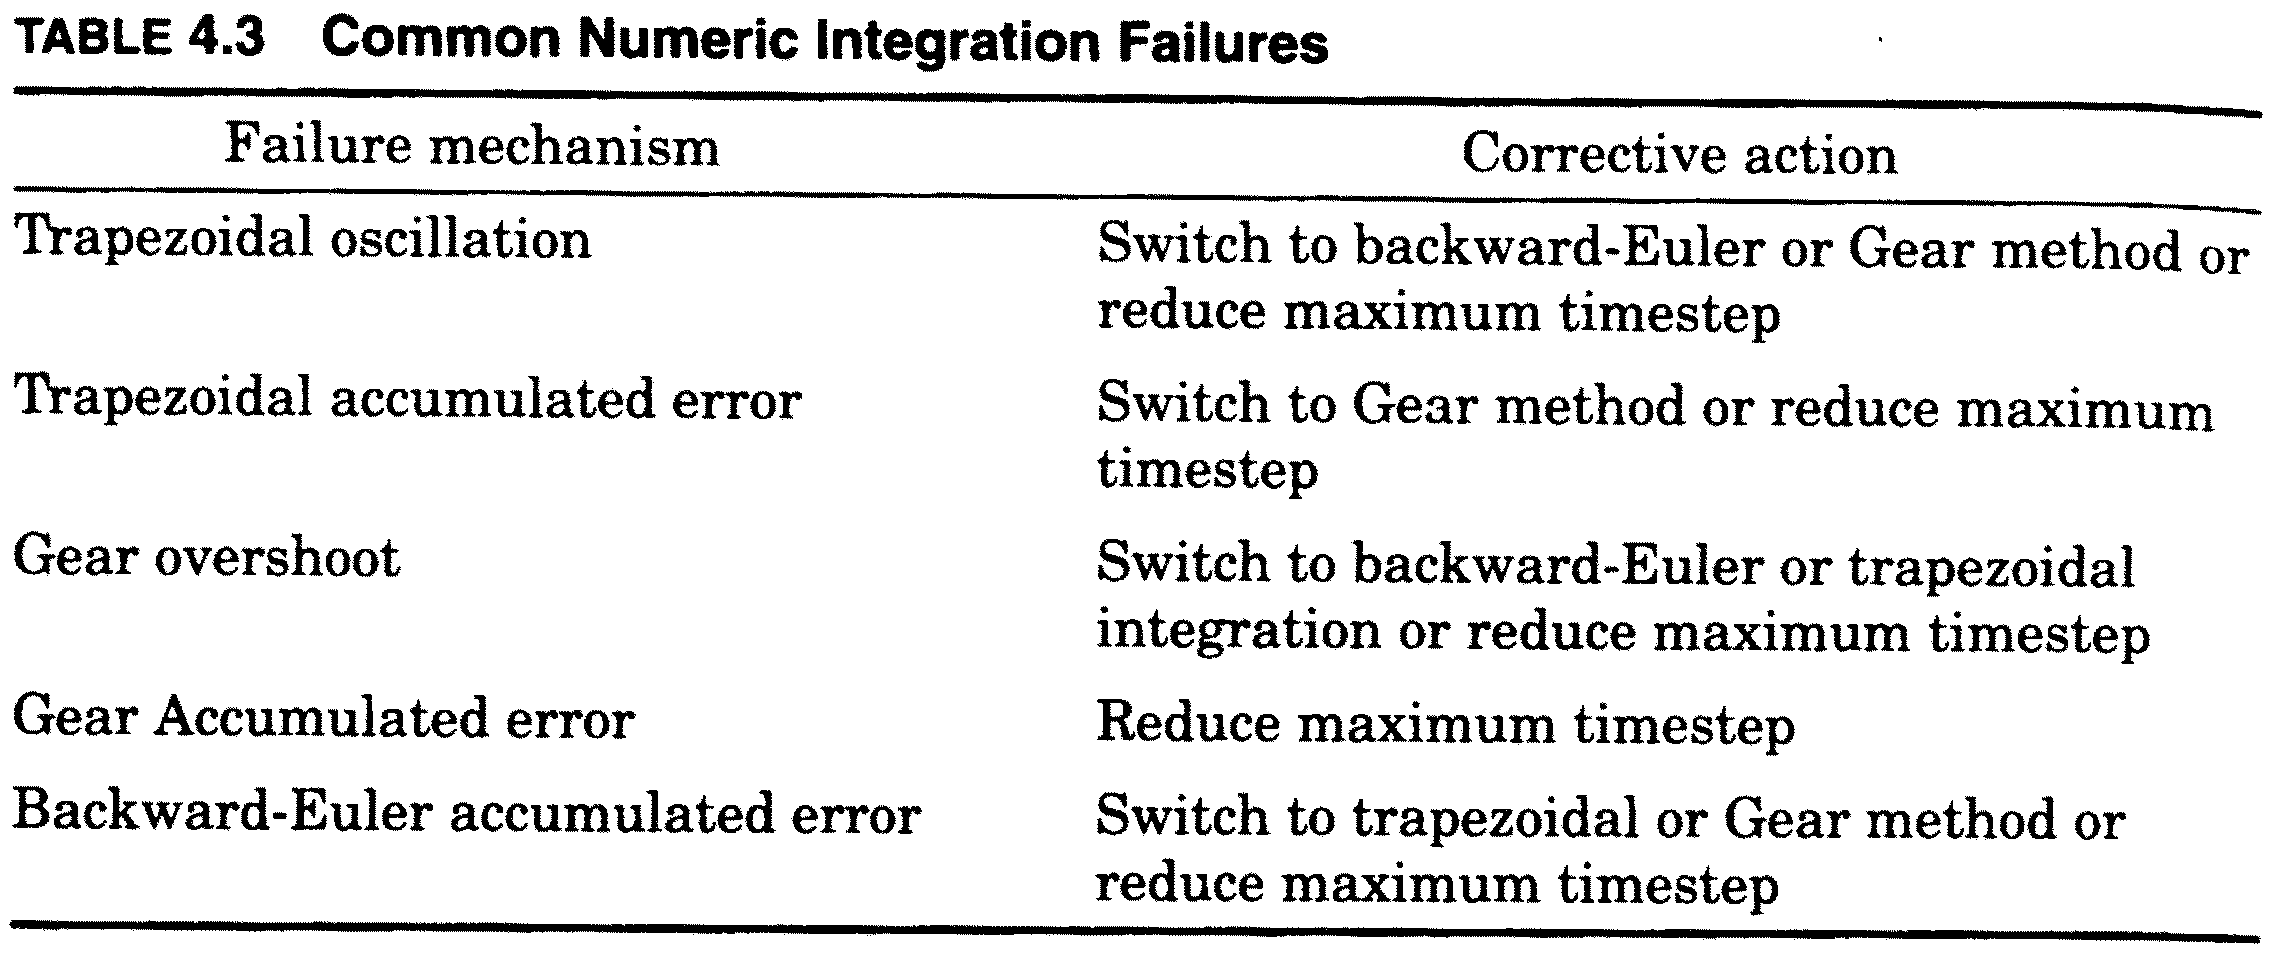 TABLE 4.3 Common Numeric Integration Failures
Failure mechanism Corrective action
Trapezoidal oscillation Switch to backward-Euler or Gear method or
reduce maximum timestep
Trapezoidal accumulated error Switch to Gear method or reduce maximum
timestep
Gear overshoot Switch to backward-Euler or trapezoidal
integration or reduce maximum timestep
Gear Accumulated error Reduce maximum timestep
Backward-Euler accumulated error Switch to trapezoidal or Gear method or
reduce maximum timestep